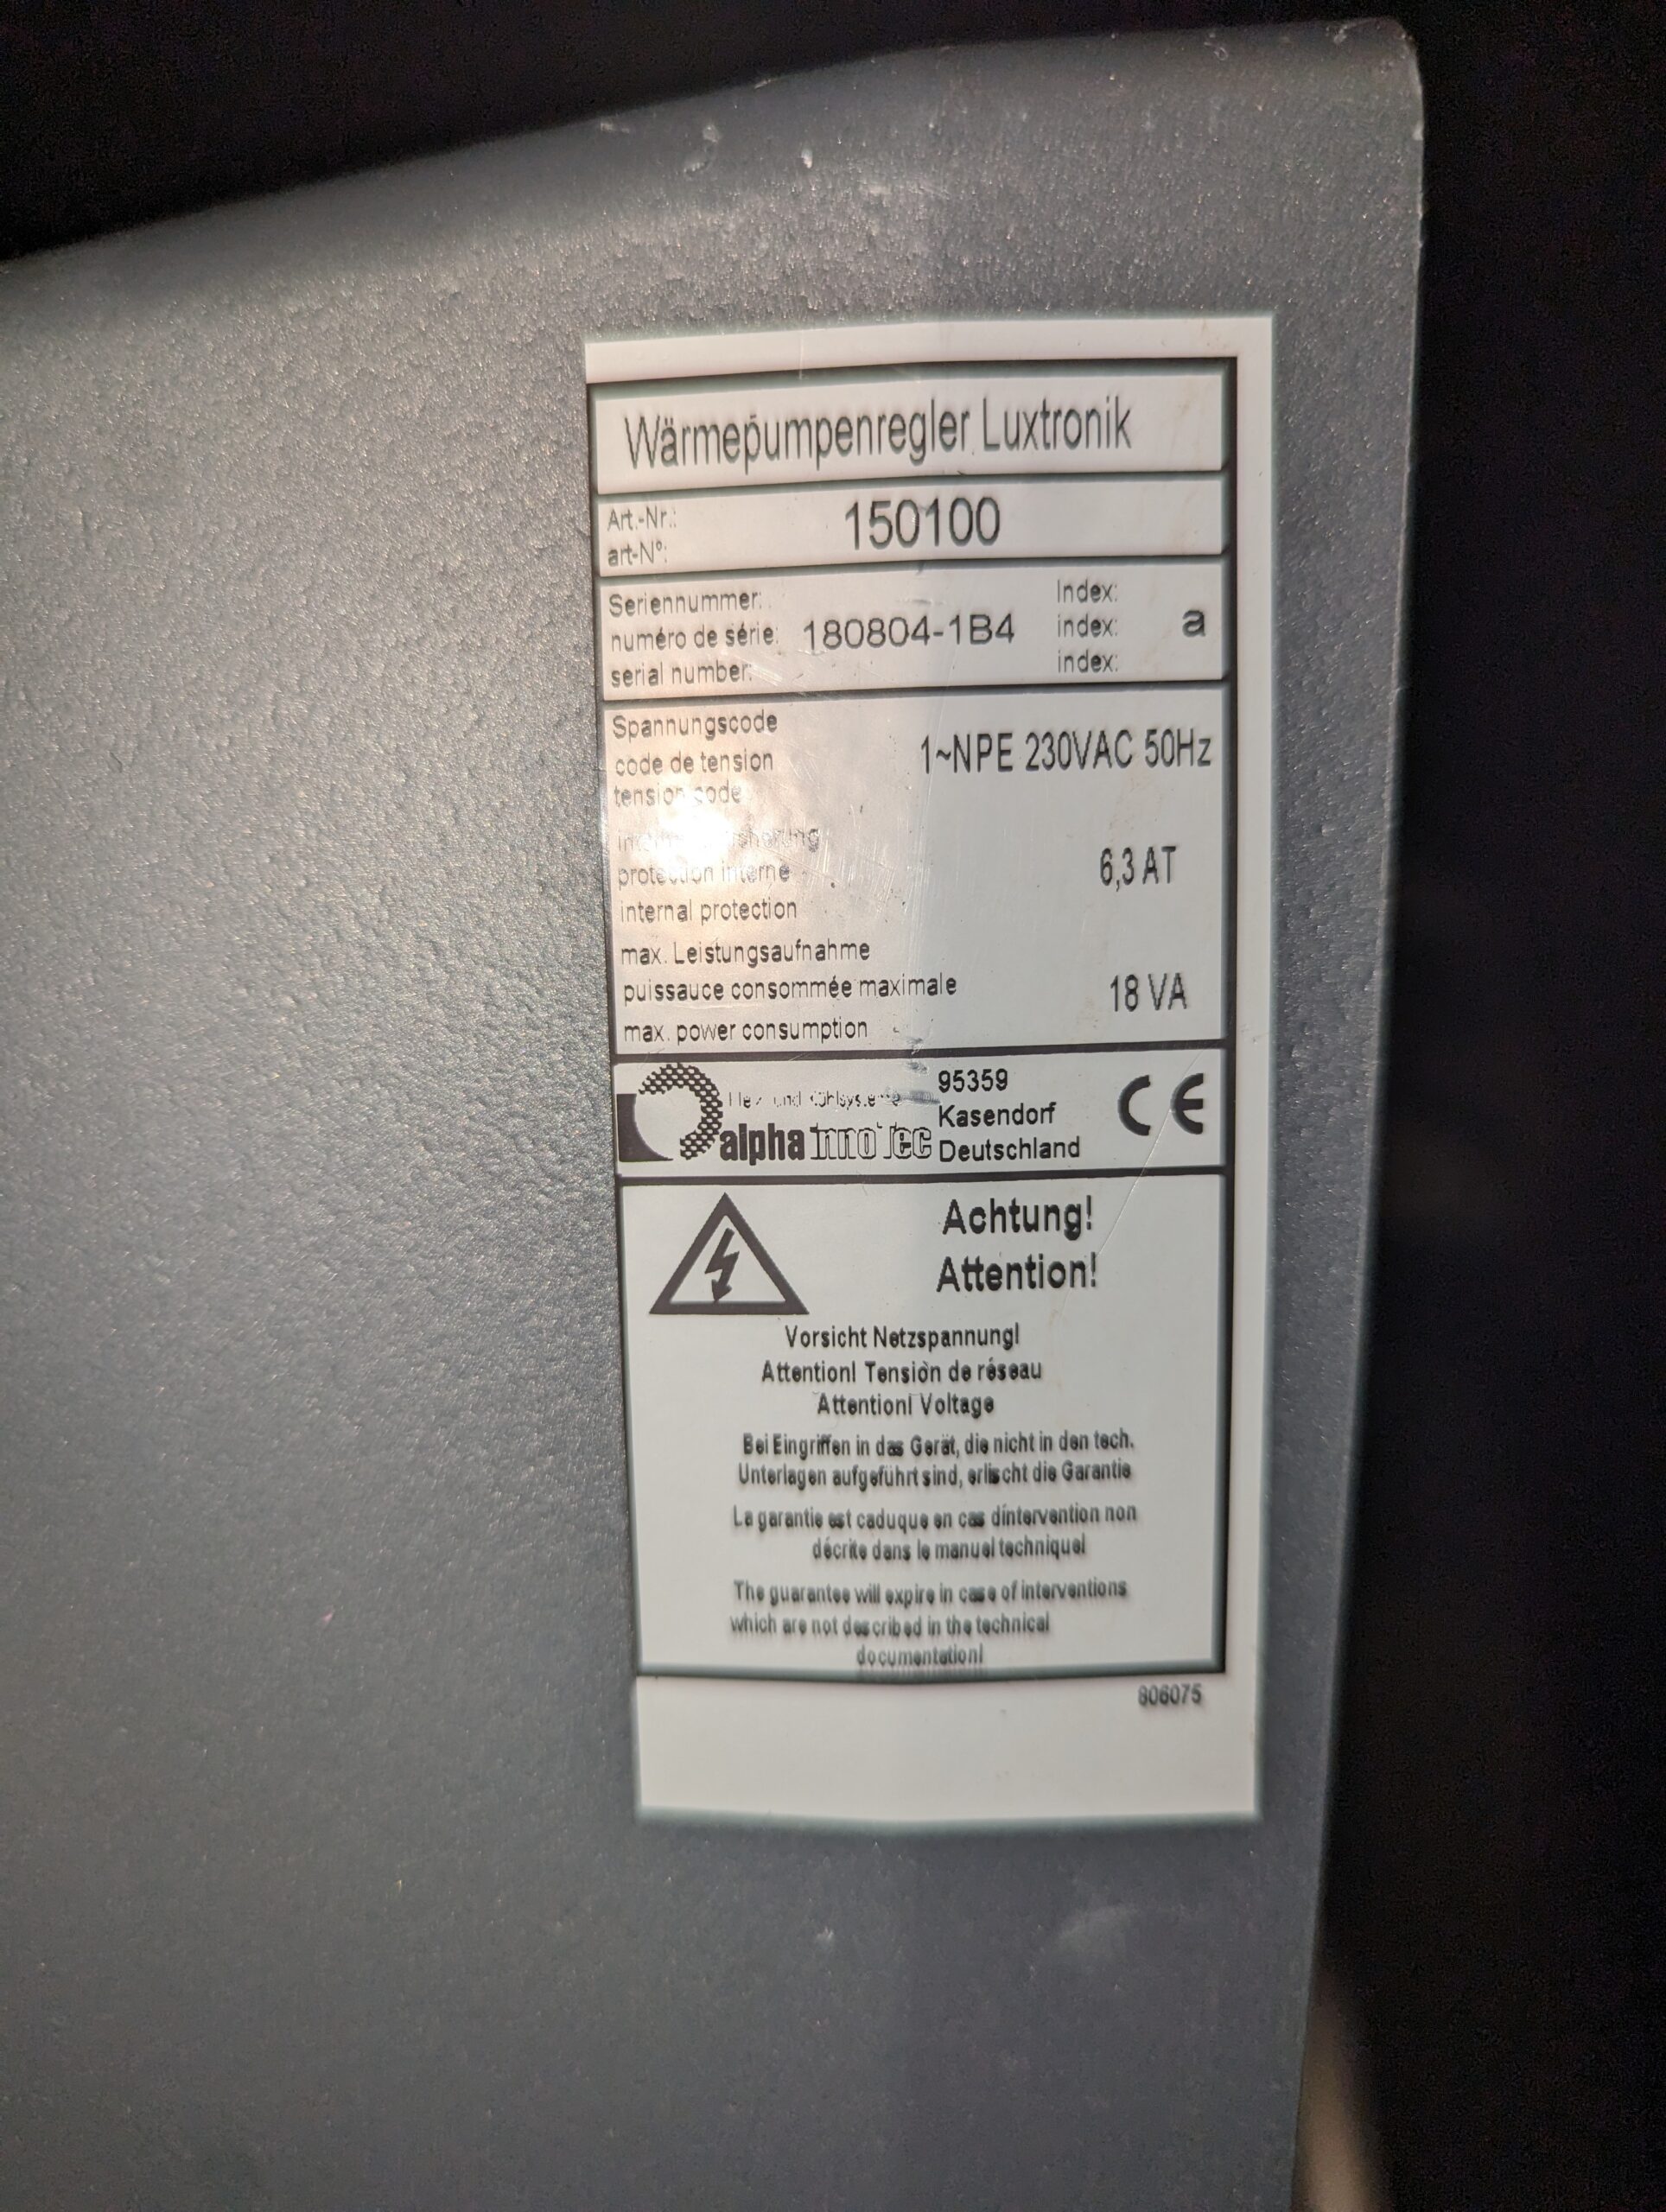 Wärmepumpenregler Luxtronik
Art.-Nr.: 150100
art-N°:
Seriennummer: Index:
numéro de série: 180804-1B4 index: a
serial number: index:
Spannungscode
code de tension 1~NPE 230VAC 50Hz
tension code
protection interne 6,3 AT
internal protection
max. Leistungsaufnahme
puissauce consommée maximale 18 VA
max. power consumption
und Kühlsysteme 95359
Kasendorf CE
alpha InnoTec Deutschland
Achtung!
Attention!
Vorsicht Netzspannung!
Attention! Tension de réseau
Attention! Voltage
Bei Eingriffen in das Gerät, die nicht in den tech.
Unterlagen aufgeführt sind, erlischt die Garantie
La garantie est caduque en cas díntervention non
décrite dans le manuel technique!
The guarantee will expire in case of interventions
which are not described in the technical
documentation!
806075